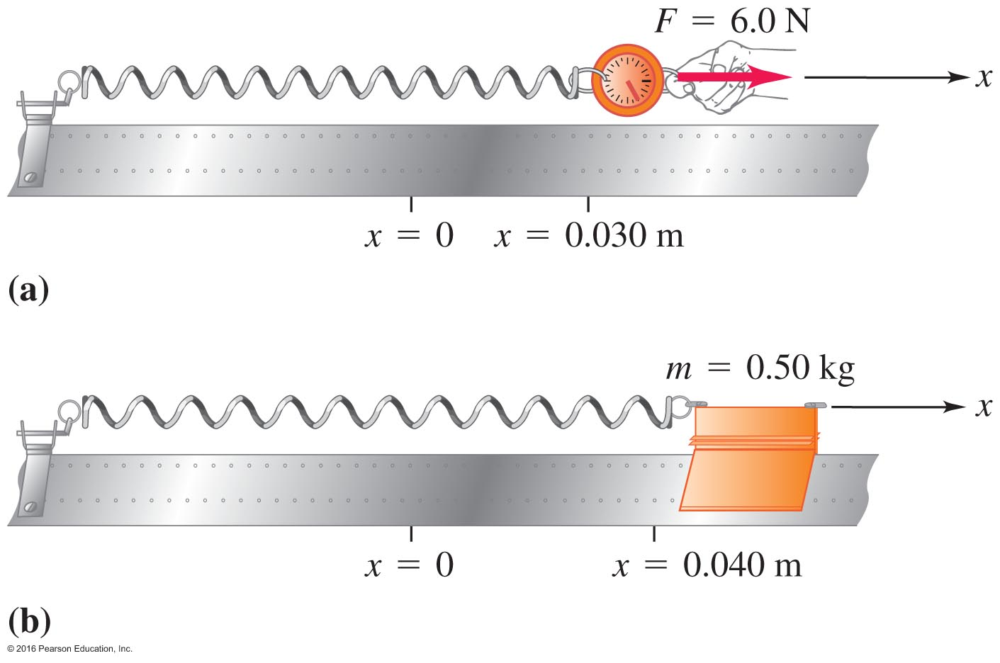 F = 6.0 N
x
x = 0 x = 0.030 m
(a)
m = 0.50 kg
x
x = 0 x = 0.040 m
(b)
© 2016 Pearson Education, Inc.